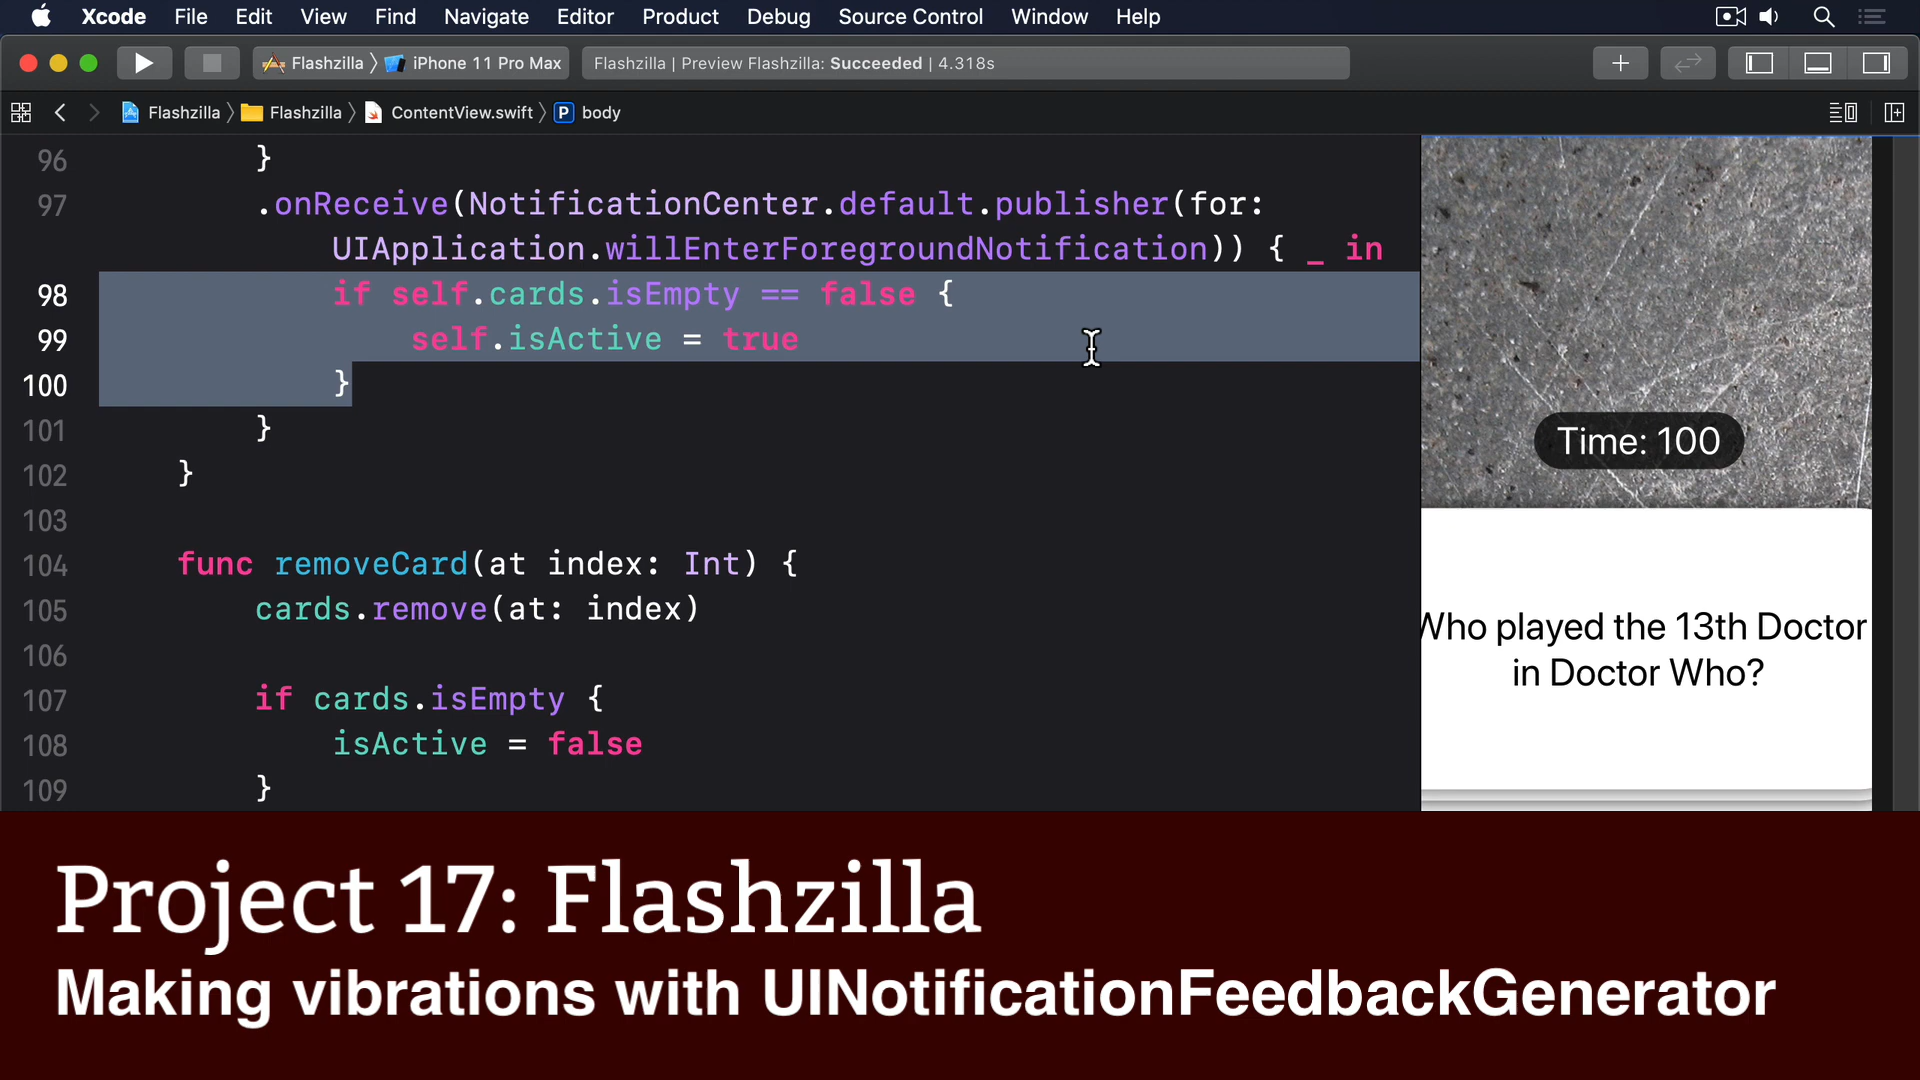 Xcode File Edit View Find Navigate Editor Product Debug Source Control Window Help
Flashzilla iPhone 11 Pro Max Flashzilla | Preview Flashzilla: Succeeded | 4.318s
Flashzilla Flashzilla ContentView.swift P body
96 }
97 .onReceive(NotificationCenter.default.publisher(for:
UIApplication.willEnterForegroundNotification)) { _ in
98 if self.cards.isEmpty == false {
99 self.isActive = true
100 }
101 }
102 }
103
104 func removeCard(at index: Int) {
105 cards.remove(at: index)
106
107 if cards.isEmpty {
108 isActive = false
109 }
Time: 100
Who played the 13th Doctor
in Doctor Who?
Project 17: Flashzilla
Making vibrations with UINotificationFeedbackGenerator